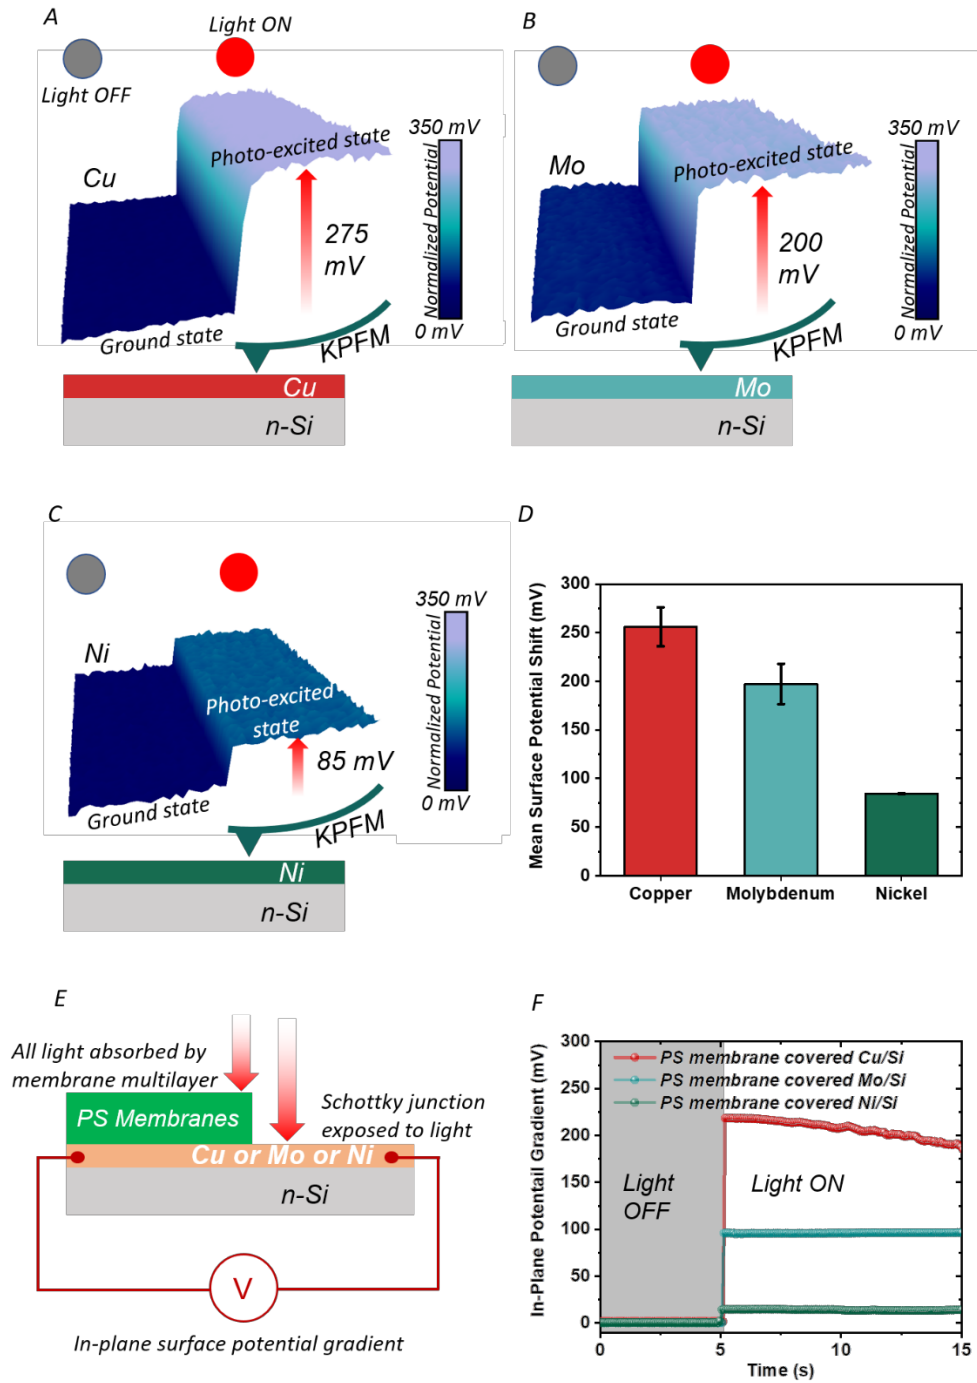 A
Light ON
Light OFF
Cu
Photo-excited state
350 mV
Normalized Potential
0 mV
275
mV
Ground state
KPFM
Cu
n-Si
B
Mo
Photo-excited state
350 mV
Normalized Potential
0 mV
200
mV
Ground state
KPFM
Mo
n-Si
C
Ni
Photo-excited
state
350 mV
Normalized Potential
0 mV
85 mV
Ground state
KPFM
Ni
n-Si
D
Mean Surface Potential Shift (mV)
300
250
200
150
100
50
0
Copper Molybdenum Nickel
E
All light absorbed by
membrane multilayer
PS Membranes
Schottky junction
exposed to light
Cu or Mo or Ni
n-Si
V
In-plane surface potential gradient
F
In-Plane Potentail Gradient (mV)
300
250
200
150
100
50
0
PS membrane covered Cu/Si
PS membrane covered Mo/Si
PS membrane covered Ni/Si
Light
OFF
Light ON
0 5 10 15
Time (s)